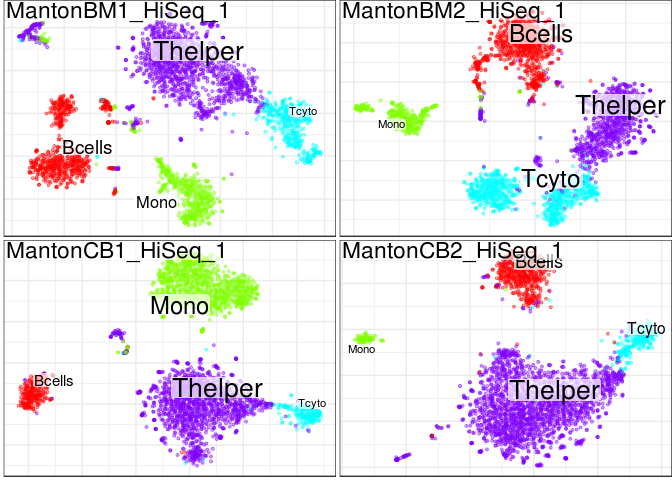 MantonBM1_HiSeq_1
Thelper
Tcyto
Bcells
Mono
MantonBM2_HiSeq_1
Bcells
Thelper
Mono
Tcyto
MantonCB1_HiSeq_1
Mono
Bcells
Thelper
Tcyto
MantonCB2_HiSeq_1
Bcells
Tcyto
Mono
Thelper